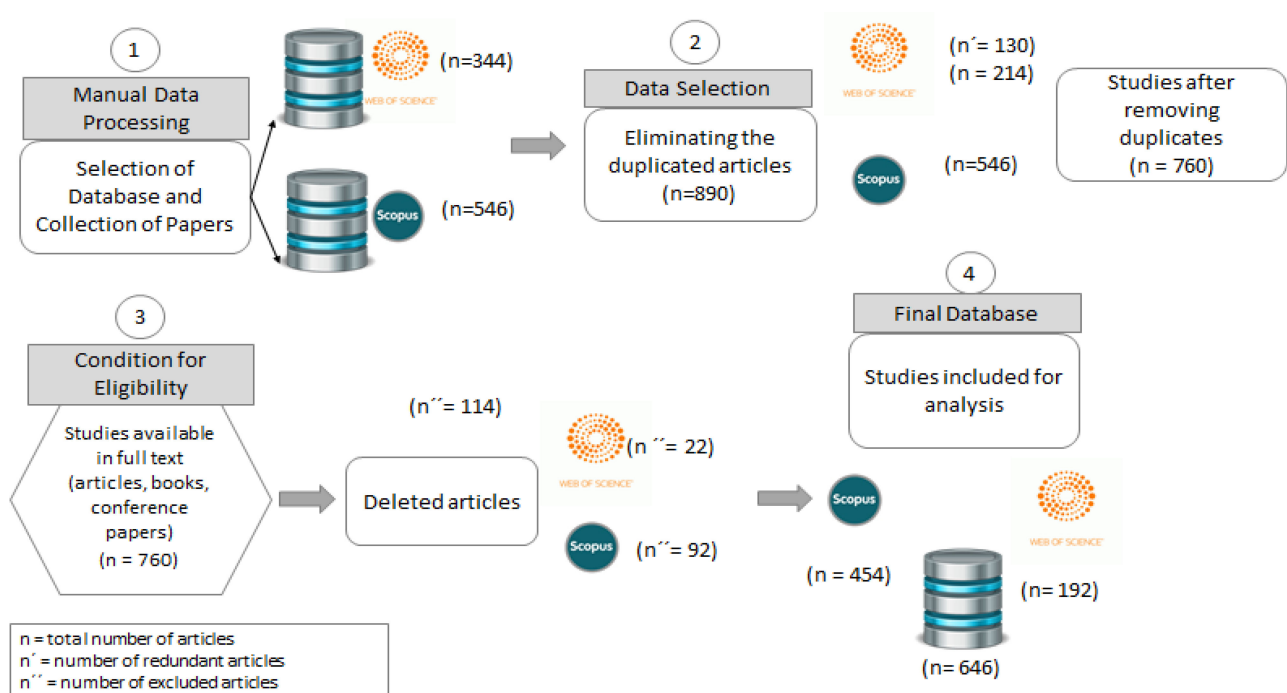 1
Manual Data
Processing
Selection of
Database and
Collection of Papers
WEB OF SCIENCE®
(n=344)
Scopus
(n=546)
2
Data Selection
Eliminating the
duplicated articles
(n=890)
WEB OF SCIENCE®
(n´= 130)
(n = 214)
Scopus
(n=546)
Studies after
removing
duplicates
(n = 760)
3
Condition for
Eligibility
Studies available
in full text
(articles, books,
conference
papers)
(n = 760)
(n´´= 114)
Deleted articles
WEB OF SCIENCE®
(n ´´= 22)
Scopus
(n´´= 92)
4
Final Database
Studies included for
analysis
Scopus
(n = 454)
WEB OF SCIENCE®
(n= 192)
(n= 646)
n = total number of articles
n´ = number of redundant articles
n´´ = number of excluded articles